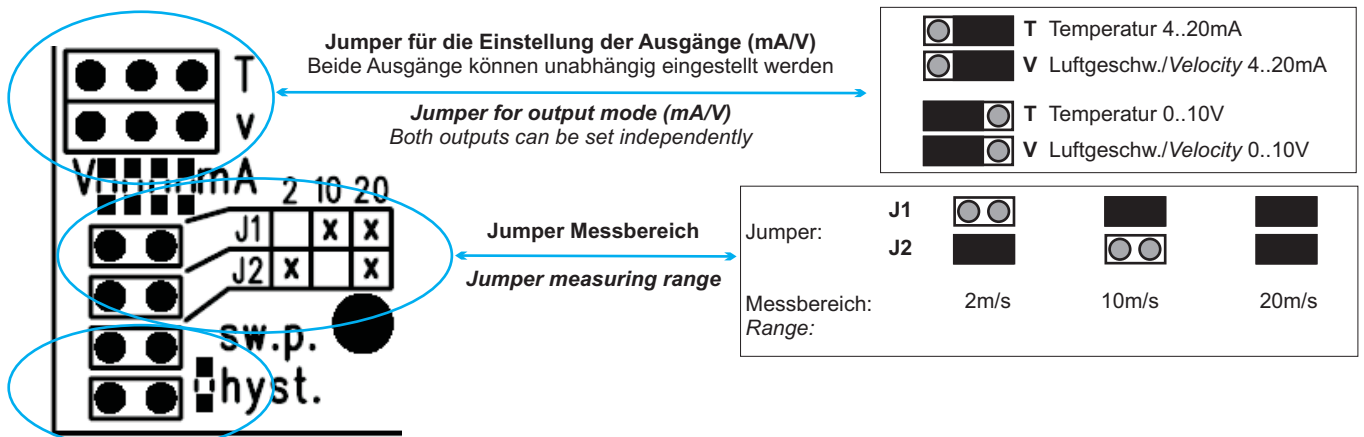 T
V
V mA
2 10 20
J1 x x
J2 x x
sw.p.
hyst.
Jumper für die Einstellung der Ausgänge (mA/V)
Beide Ausgänge können unabhängig eingestellt werden
Jumper for output mode (mA/V)
Both outputs can be set independently
T Temperatur 4..20mA
V Luftgeschw./Velocity 4..20mA
T Temperatur 0..10V
V Luftgeschw./Velocity 0..10V
Jumper Messbereich
Jumper measuring range
Jumper:
J1
J2
Messbereich: 2m/s 10m/s 20m/s
Range: